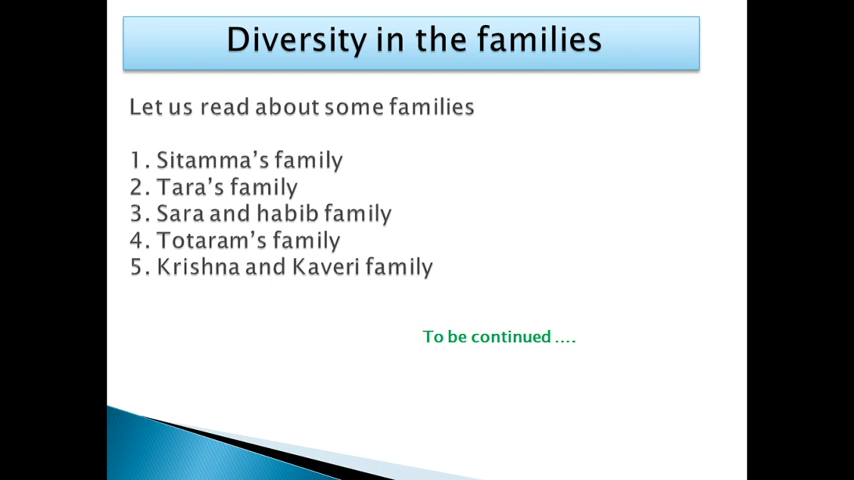 Diversity in the families
Let us read about some families
1. Sitamma’s family
2. Tara’s family
3. Sara and habib family
4. Totaram’s family
5. Krishna and Kaveri family
To be continued ....